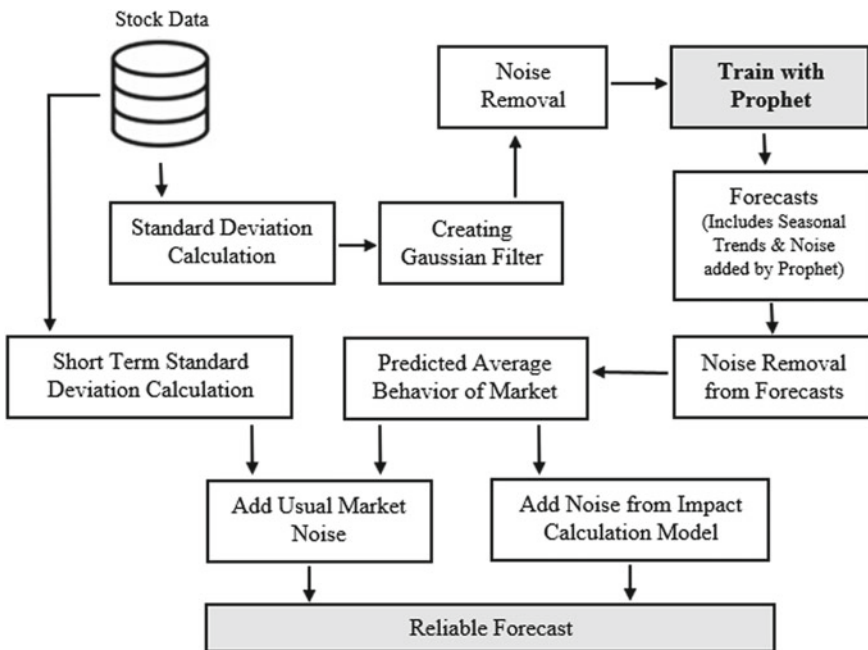 Stock Data
Noise
Removal
Train with
Prophet
Standard Deviation
Calculation
Creating
Gaussian Filter
Forecasts
(Includes Seasonal
Trends & Noise
added by Prophet)
Short Term Standard
Deviation Calculation
Predicted Average
Behavior of Market
Noise Removal
from Forecasts
Add Usual Market
Noise
Add Noise from Impact
Calculation Model
Reliable Forecast